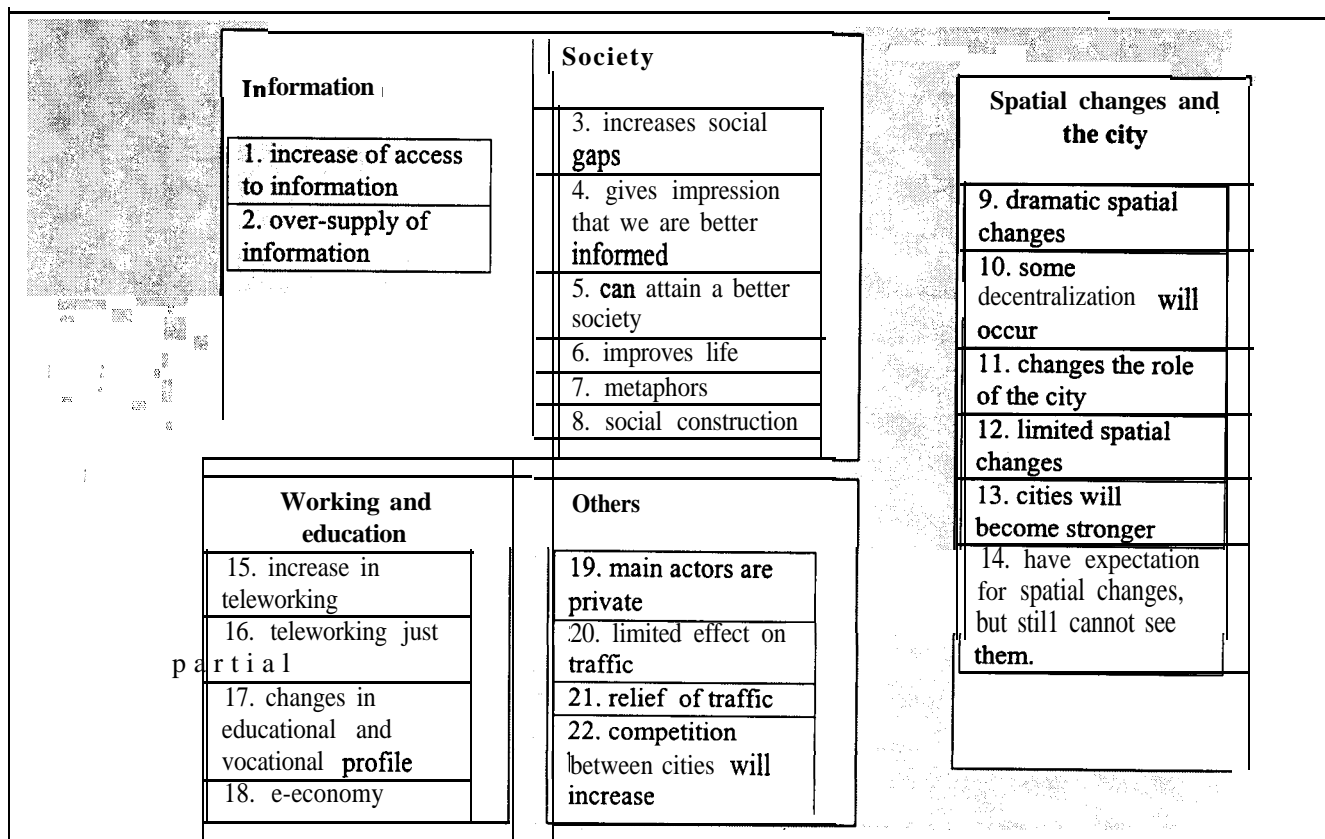 Information
1. increase of access
to information
2. over-supply of
information
Society
3. increases social
gaps
4. gives impression
that we are better
informed
5. can attain a better
society
6. improves life
7. metaphors
8. social construction
Spatial changes and
the city
9. dramatic spatial
changes
10. some
decentralization will
occur
11. changes the role
of the city
12. limited spatial
changes
13. cities will
become stronger
14. have expectation
for spatial changes,
but still cannot see
them.
Working and
education
15. increase in
teleworking
16. teleworking just
partial
17. changes in
educational and
vocational profile
18. e-economy
Others
19. main actors are
private
20. limited effect on
traffic
21. relief of traffic
22. competition
between cities will
increase